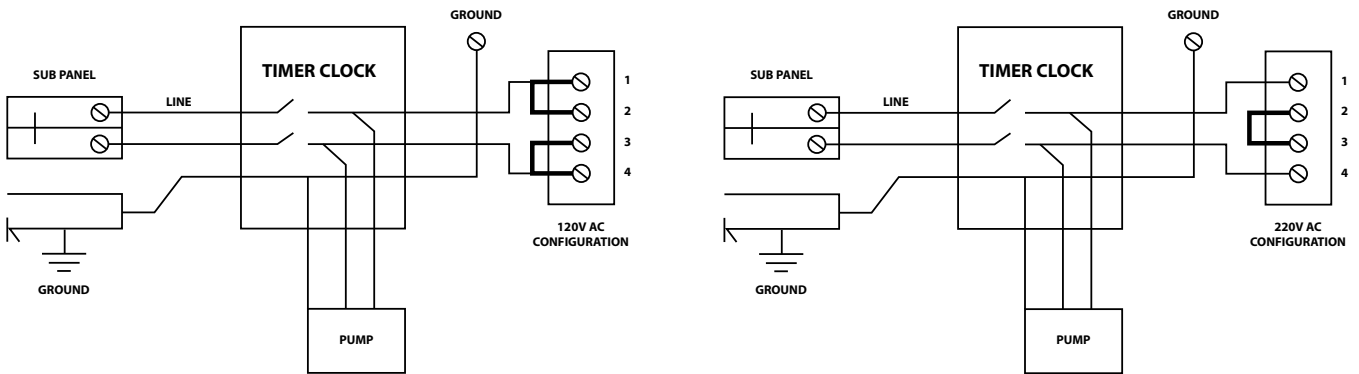 GROUND
SUB PANEL
LINE
TIMER CLOCK
1
2
3
4
120V AC
CONFIGURATION
GROUND
PUMP
GROUND
SUB PANEL
LINE
TIMER CLOCK
1
2
3
4
220V AC
CONFIGURATION
GROUND
PUMP